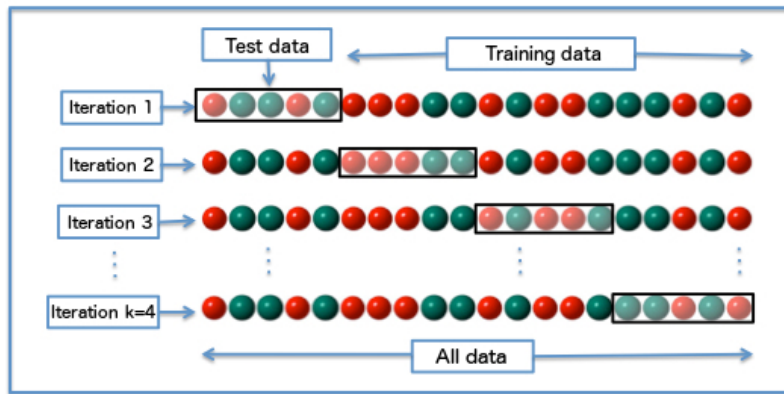 Test data
Training data
Iteration 1
Iteration 2
Iteration 3
Iteration k=4
All data